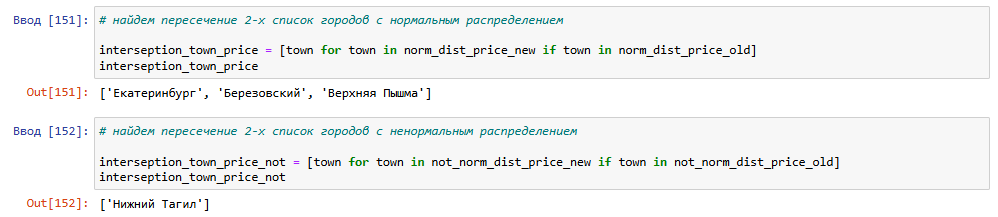 Ввод [151]: # найдем пересечение 2-х список городов с нормальным распределением
interseption_town_price = [town for town in norm_dist_price_new if town in norm_dist_price_old]
interseption_town_price
Out[151]: ['Екатеринбург', 'Березовский', 'Верхняя Пышма']
Ввод [152]: # найдем пересечение 2-х список городов с ненормальным распределением
interseption_town_price_not = [town for town in not_norm_dist_price_new if town in not_norm_dist_price_old]
interseption_town_price_not
Out[152]: ['Нижний Тагил']